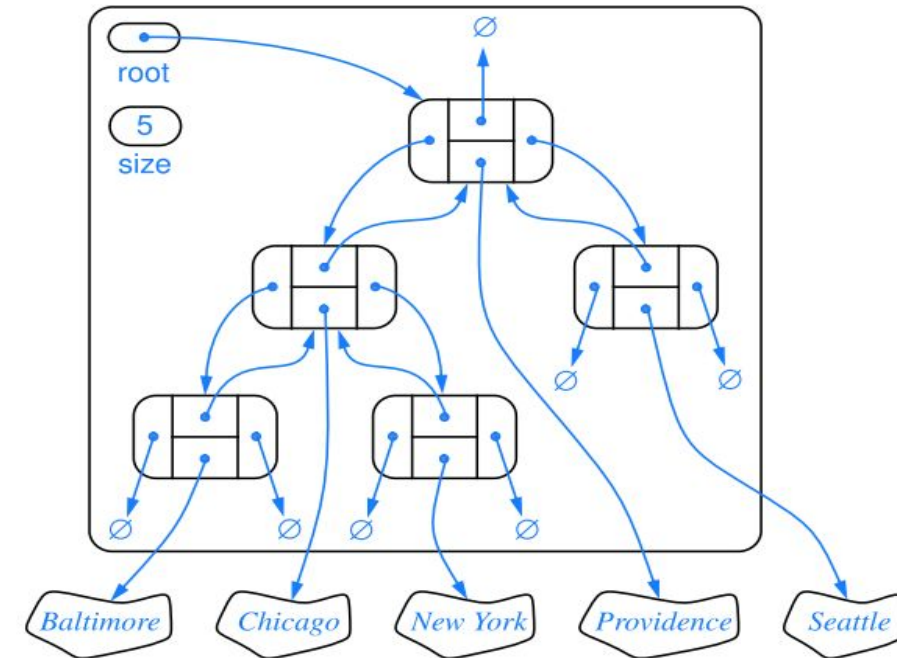 ∅
root
5
size
∅ ∅
∅ ∅ ∅ ∅
Baltimore Chicago New York Providence Seattle